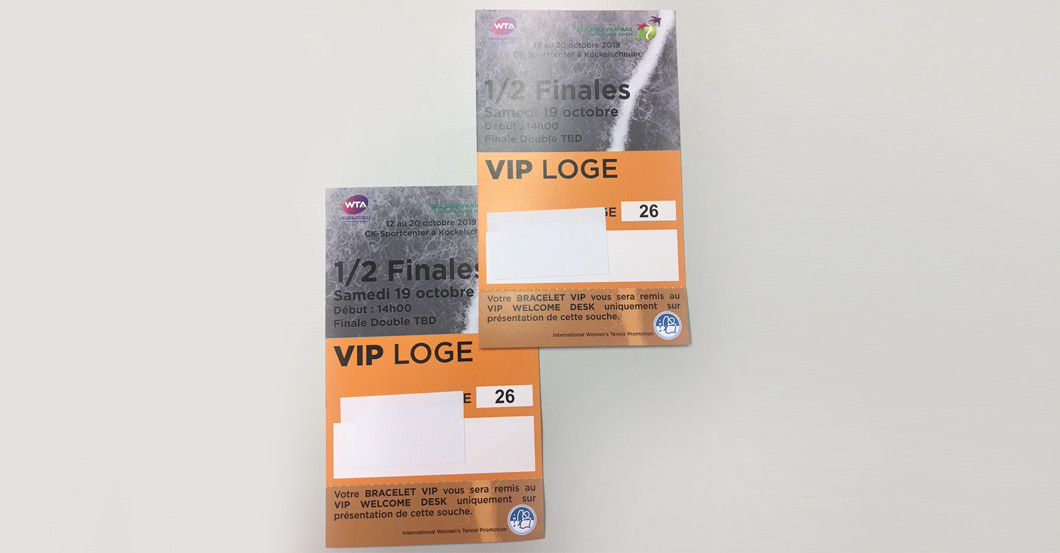 WTA
12 au 20 octobre 2019
CK-Sportcenter à Kockelscheuer
1/2 Finales
Samedi 19 octobre
Début : 14h00
Finale Double TBD
VIP LOGE
26
Votre BRACELET VIP vous sera remis au
VIP WELCOME DESK uniquement sur
présentation de cette souche.
International Women's Tennis Promotion
WTA
12 au 20 octobre 2019
CK-Sportcenter à Kockelsch
1/2 Finales
Samedi 19 octobre
Début : 14h00
Finale Double TBD
VIP LOGE
E 26
Votre BRACELET VIP vous sera remis au
VIP WELCOME DESK uniquement sur
présentation de cette souche.
International Women's Tennis Promotion